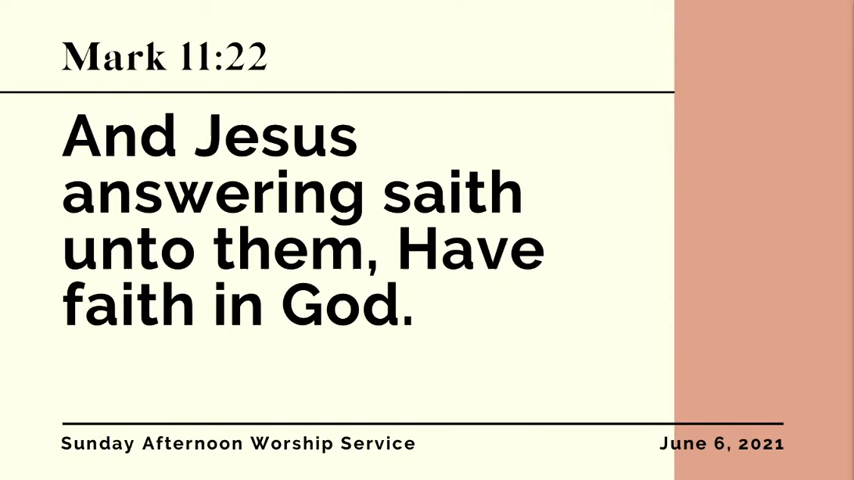 Mark 11:22
And Jesus
answering saith
unto them, Have
faith in God.
Sunday Afternoon Worship Service
June 6, 2021